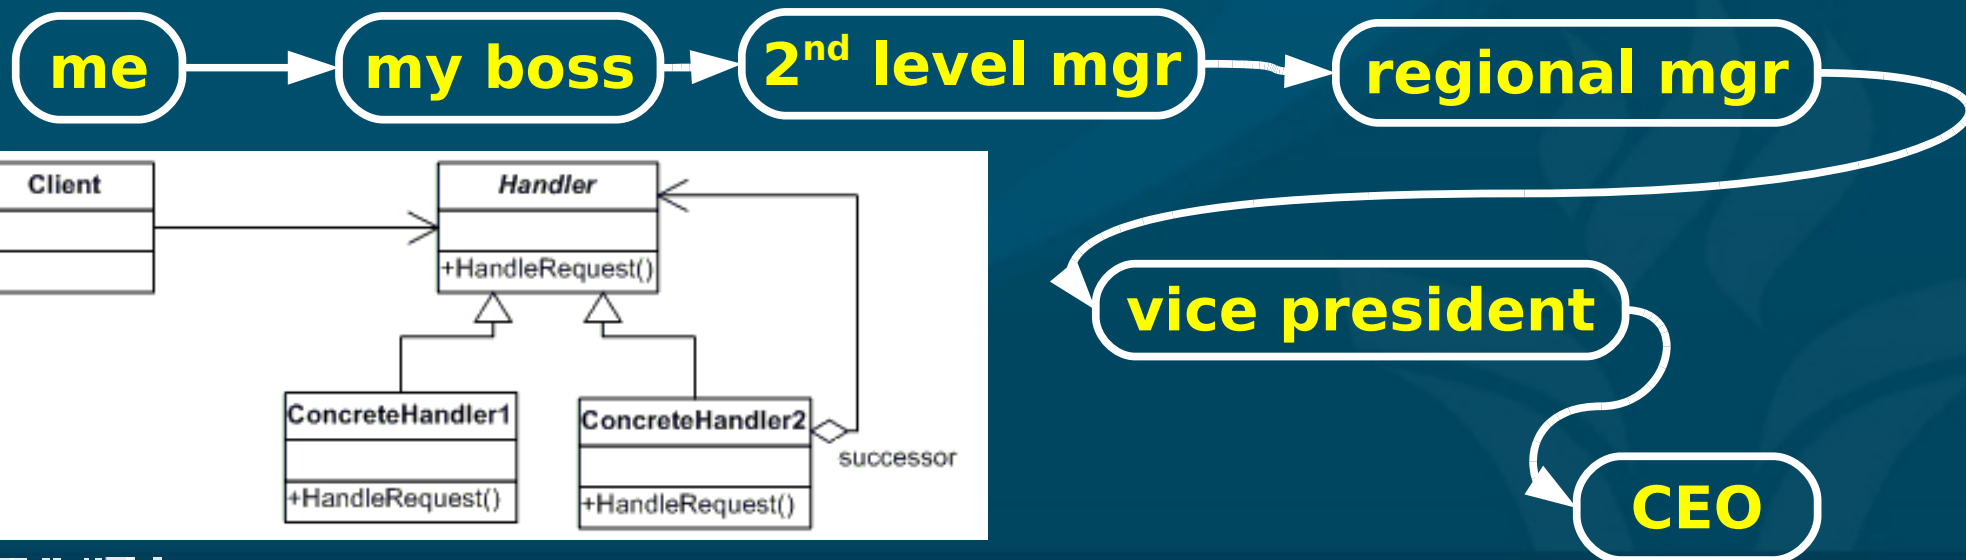 me
my boss
2nd level mgr
regional mgr
Client
Handler
+HandleRequest()
vice president
ConcreteHandler1
ConcreteHandler2
successor
+HandleRequest()
+HandleRequest()
CEO